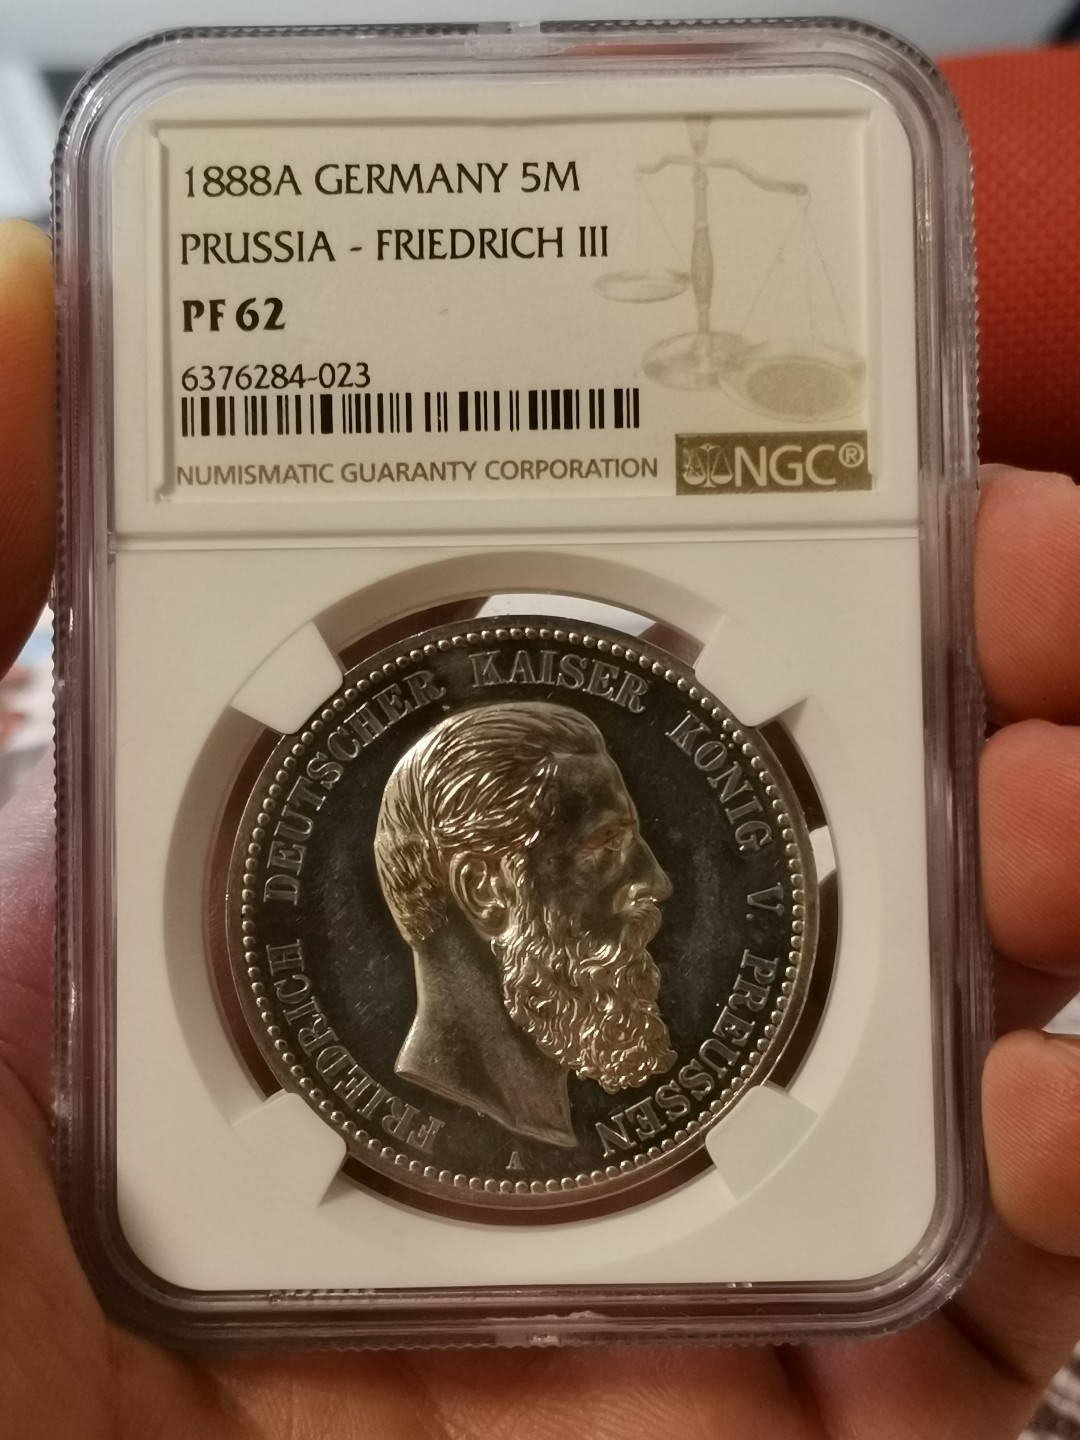 1888A GERMANY 5M
PRUSSIA - FRIEDRICH III
PF 62
6376284-023
NUMISMATIC GUARANTY CORPORATION
NGC®
FRIEDRICH DEUTSCHER KAISER KÖNIG V. PREUSSEN
A